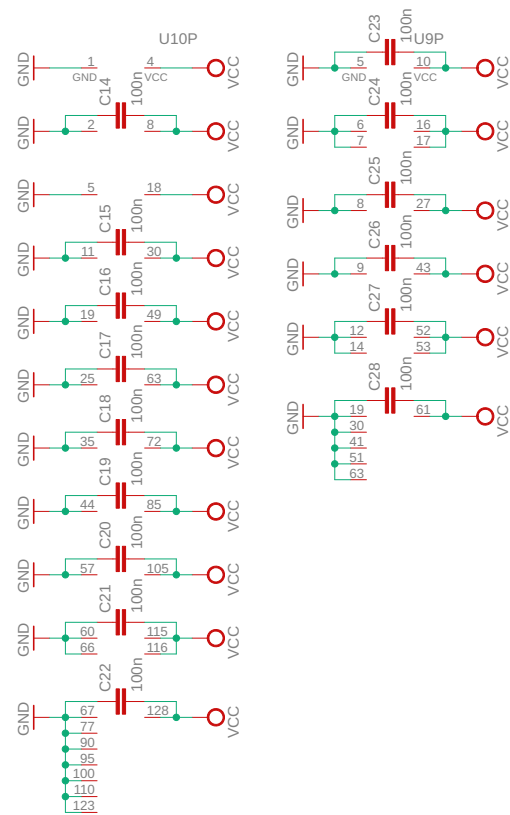 U10P
GND 1 4 VCC
GND VCC
C14 100n
GND 2 8 VCC
GND 5 18 VCC
C15 100n
GND 11 30 VCC
C16 100n
GND 19 49 VCC
C17 100n
GND 25 63 VCC
C18 100n
GND 35 72 VCC
C19 100n
GND 44 85 VCC
C20 100n
GND 57 105 VCC
C21 100n
GND 60 115 VCC
66 116
C22 100n
GND 67 128 VCC
77
90
95
100
110
123
C23 100n U9P
GND 5 10 VCC
GND VCC
C24 100n
GND 6 16 VCC
7 17
C25 100n
GND 8 27 VCC
C26 100n
GND 9 43 VCC
C27 100n
GND 12 52 VCC
14 53
C28 100n
GND 19 61 VCC
30
41
51
63